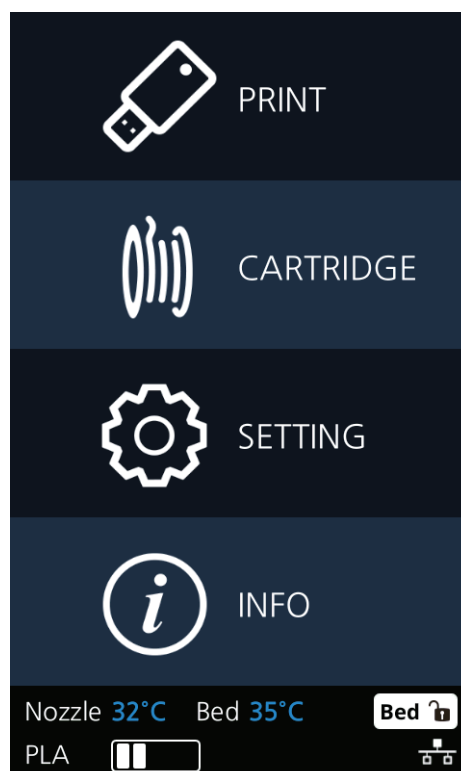 PRINT
CARTRIDGE
SETTING
INFO
Nozzle 32°C Bed 35°C Bed
PLA